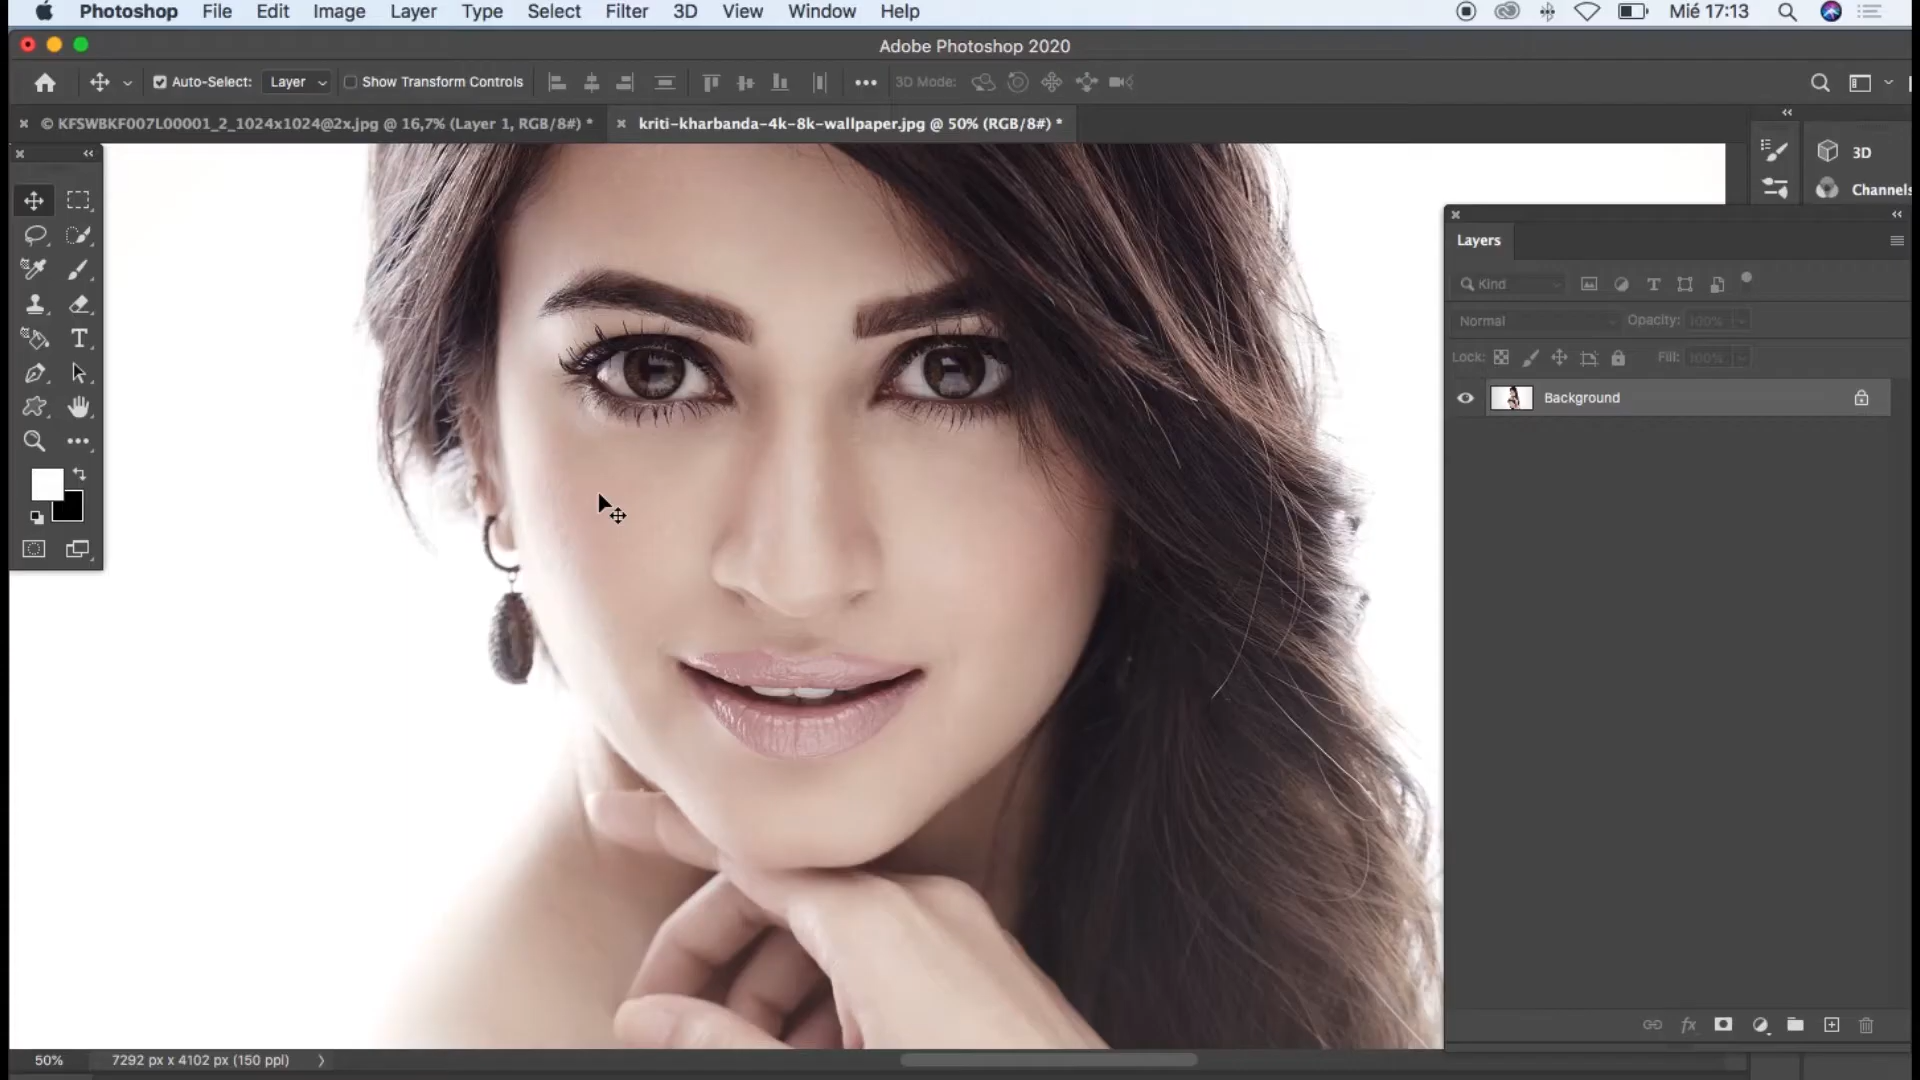 Photoshop File Edit Image Layer Type Select Filter 3D View Window Help Mié 17:13
Adobe Photoshop 2020
Auto-Select: Layer Show Transform Controls 3D Mode:
© KFSWBKF007L00001_2_1024x1024@2x.jpg @ 16,7% (Layer 1, RGB/8#) * kriti-kharbanda-4k-8k-wallpaper.jpg @ 50% (RGB/8#) *
3D
Channels
Layers
Kind
Normal Opacity: 100%
Lock: Fill: 100%
Background
50% 7292 px x 4102 px (150 ppi)